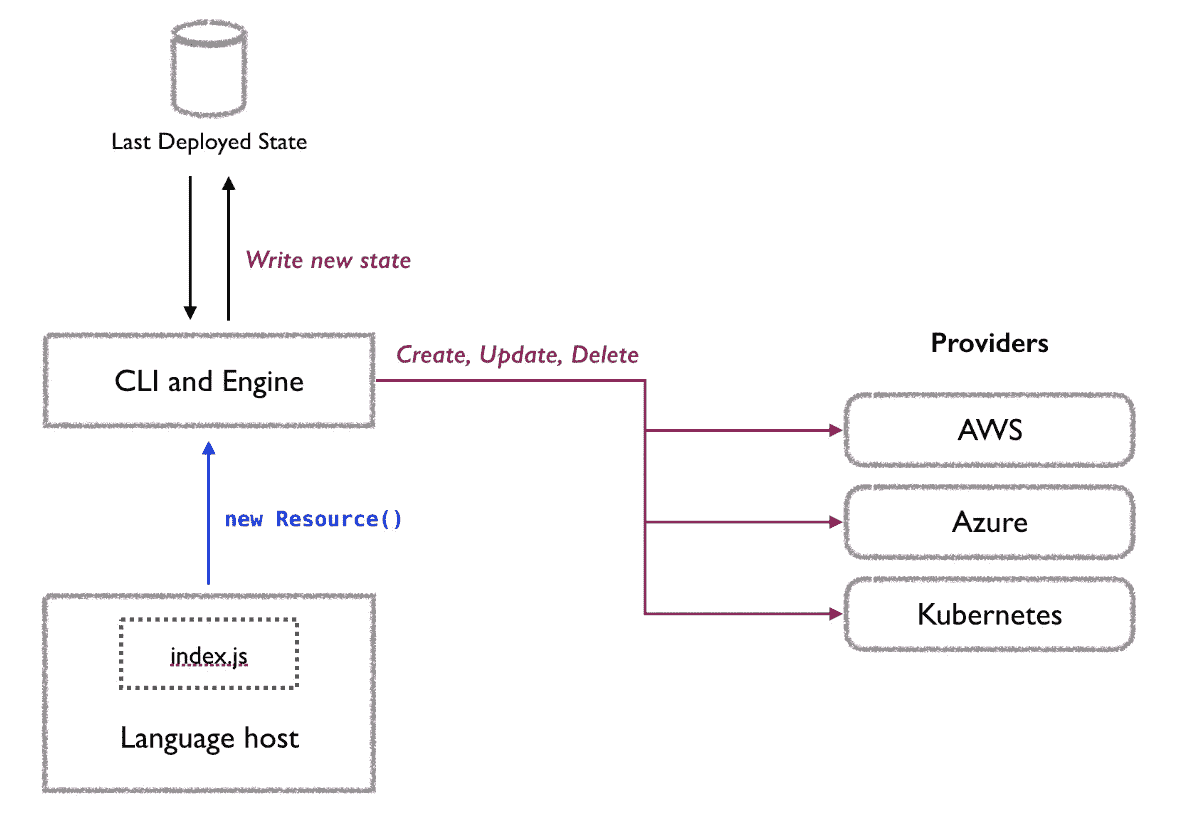 Last Deployed State
Write new state
CLI and Engine
Create, Update, Delete
Providers
AWS
Azure
Kubernetes
new Resource()
index.js
Language host